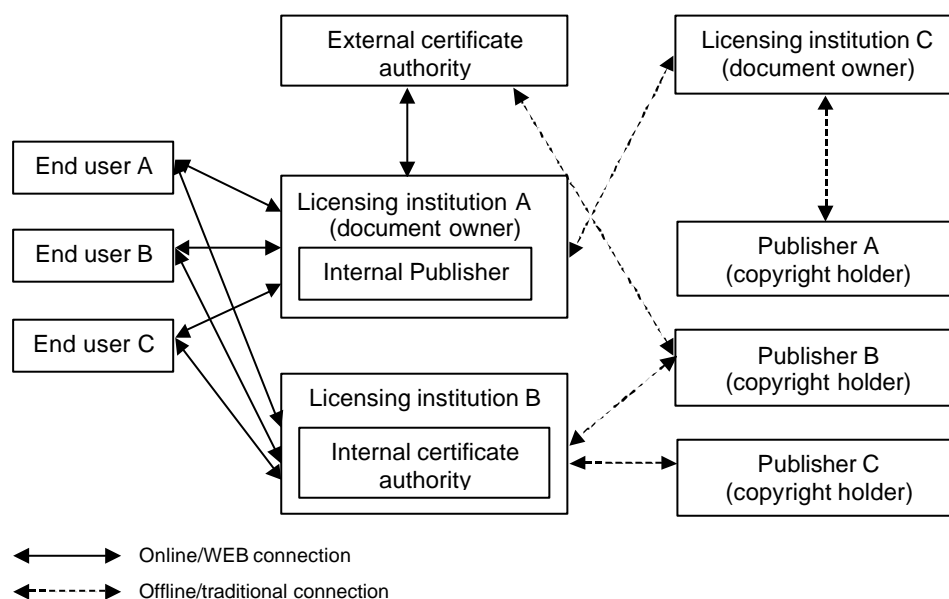 External certificate
authority
Licensing institution C
(document owner)
End user A
Licensing institution A
(document owner)
Internal Publisher
End user B
Publisher A
(copyright holder)
End user C
Publisher B
(copyright holder)
Licensing institution B
Internal certificate
authority
Publisher C
(copyright holder)
Online/WEB connection
Offline/traditional connection